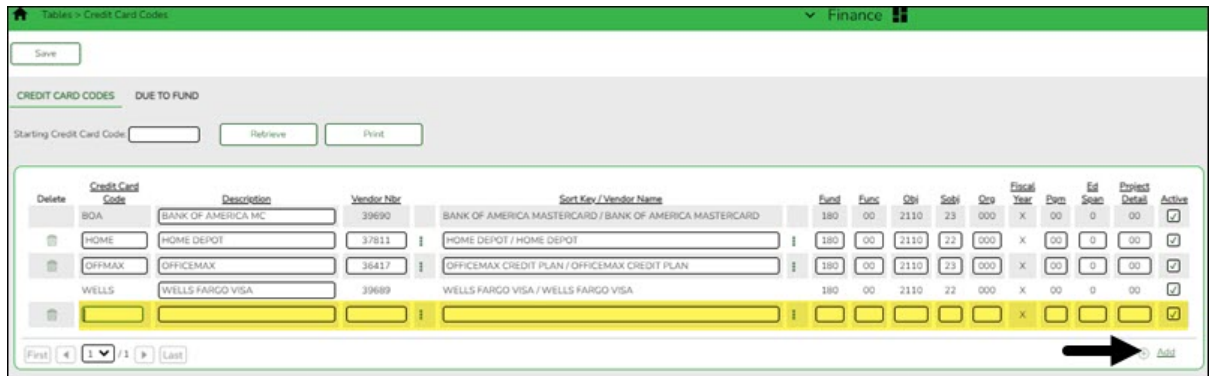 Tables > Credit Card Codes Finance
Save
CREDIT CARD CODES DUE TO FUND
Starting Credit Card Code: Retrieve Print
Delete Credit Card Code Description Vendor Nbr Sort Key / Vendor Name Fund Func Obj Sobj Org Fiscal Year Pgm Ed Span Project Detail Active
BOA BANK OF AMERICA MC 39690 BANK OF AMERICA MASTERCARD / BANK OF AMERICA MASTERCARD 180 00 2110 23 000 X 00 0 00
HOME HOME DEPOT 37811 HOME DEPOT / HOME DEPOT 180 00 2110 22 000 X 00 0 00
OFFMAX OFFICEMAX 36417 OFFICEMAX CREDIT PLAN / OFFICEMAX CREDIT PLAN 180 00 2110 23 000 X 00 0 00
WELLS WELLS FARGO VISA 39689 WELLS FARGO VISA / WELLS FARGO VISA 180 00 2110 22 000 X 00 0 00
X
First 1 / 1 Last Add